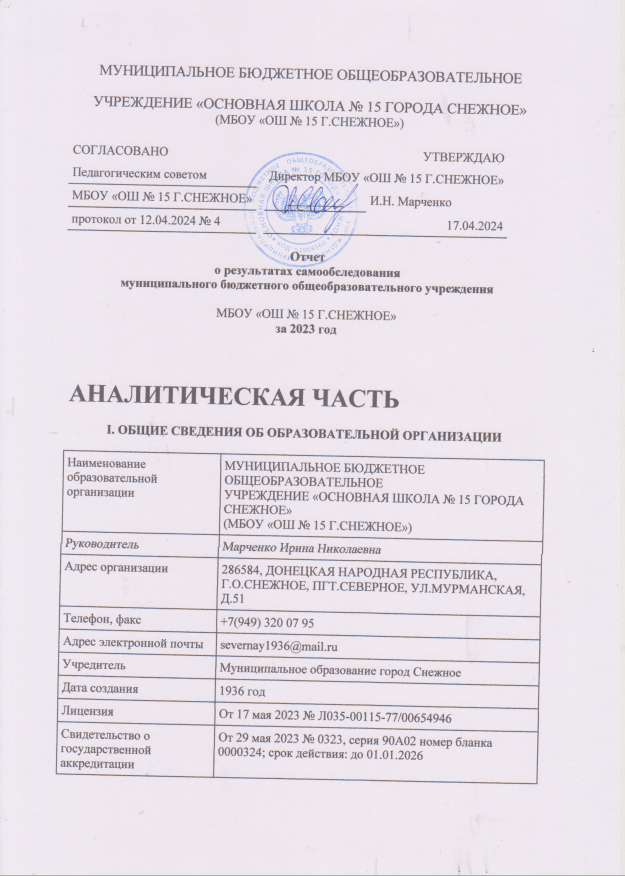 МУНИЦИПАЛЬНОЕ БЮДЖЕТНОЕ ОБЩЕОБРАЗОВАТЕЛЬНОЕ
УЧРЕЖДЕНИЕ «ОСНОВНАЯ ШКОЛА № 15 ГОРОДА СНЕЖНОЕ»
(МБОУ «ОШ № 15 Г.СНЕЖНОЕ»)
СОГЛАСОВАНО УТВЕРЖДАЮ
Педагогическим советом Директор МБОУ «ОШ № 15 Г.СНЕЖНОЕ»
МБОУ «ОШ № 15 Г.СНЕЖНОЕ» И.Н. Марченко
протокол от 12.04.2024 № 4 17.04.2024
Отчет
о результатах самообследования
муниципального бюджетного общеобразовательного учреждения
МБОУ «ОШ № 15 Г.СНЕЖНОЕ»
за 2023 год
АНАЛИТИЧЕСКАЯ ЧАСТЬ
I. ОБЩИЕ СВЕДЕНИЯ ОБ ОБРАЗОВАТЕЛЬНОЙ ОРГАНИЗАЦИИ
Наименование
образовательной
организации
МУНИЦИПАЛЬНОЕ БЮДЖЕТНОЕ
ОБЩЕОБРАЗОВАТЕЛЬНОЕ
УЧРЕЖДЕНИЕ «ОСНОВНАЯ ШКОЛА № 15 ГОРОДА
СНЕЖНОЕ»
(МБОУ «ОШ № 15 Г.СНЕЖНОЕ»)
Руководитель
Марченко Ирина Николаевна
Адрес организации
286584, ДОНЕЦКАЯ НАРОДНАЯ РЕСПУБЛИКА,
Г.О.СНЕЖНОЕ, ПГТ.СЕВЕРНОЕ, УЛ.МУРМАНСКАЯ,
Д.51
Телефон, факс
+7(949) 320 07 95
Адрес электронной почты
severnay1936@mail.ru
Учредитель
Муниципальное образование город Снежное
Дата создания
1936 год
Лицензия
От 17 мая 2023 № Л035-00115-77/00654946
Свидетельство о
государственной
аккредитации
От 29 мая 2023 № 0323, серия 90А02 номер бланка
0000324; срок действия: до 01.01.2026